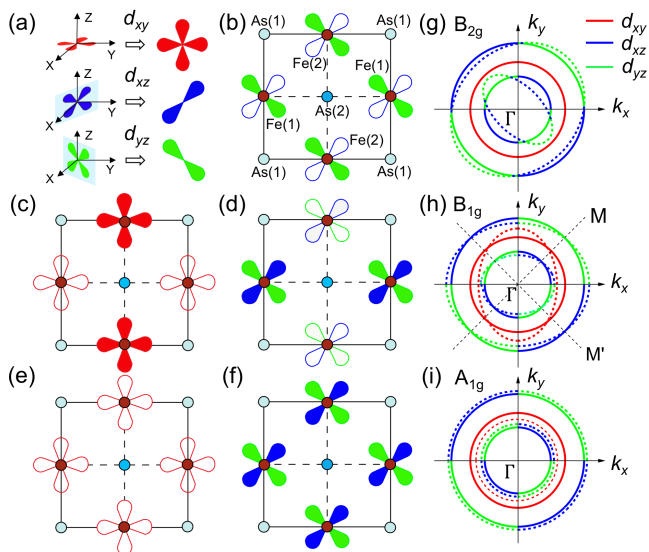 (a)
Z
X
Y
d_xy
Z
X
Y
d_xz
Z
X
Y
d_yz
(b)
As(1)
As(1)
Fe(2)
Fe(1)
As(2)
Fe(1)
Fe(2)
As(1)
As(1)
(g) B_2g
k_y
k_x
Γ
d_xy
d_xz
d_yz
(c)
(d)
(h) B_1g
k_y
M
k_x
Γ
M'
(e)
(f)
(i) A_1g
k_y
k_x
Γ